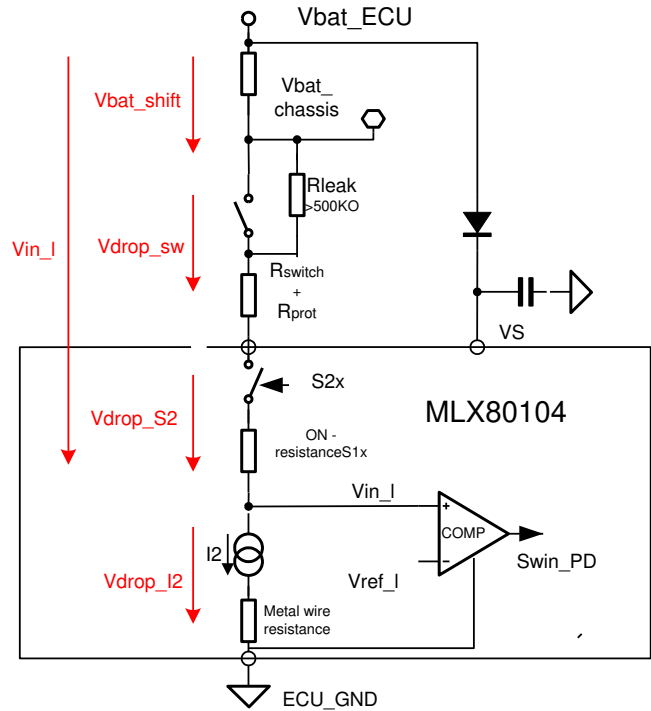 Vbat_ECU
Vbat_shift
Vbat_
chassis
Rleak
>500KO
Vin_I
Vdrop_sw
Rswitch
+
Rprot
VS
S2x
MLX80104
Vdrop_S2
ON -
resistanceS1x
Vin_I
+
COMP
I2
Swin_PD
Vdrop_I2
Vref_I
−
Metal wire
resistance
ECU_GND